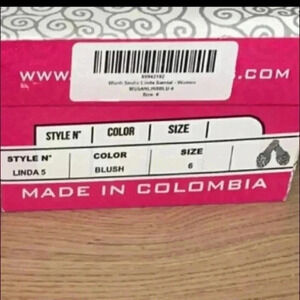 WWW. S.COM
Linda Sandal - Women
Size: 6
STYLE N° COLOR SIZE
STYLE N° COLOR SIZE
LINDA 5 BLUSH 6
MADE IN COLOMBIA